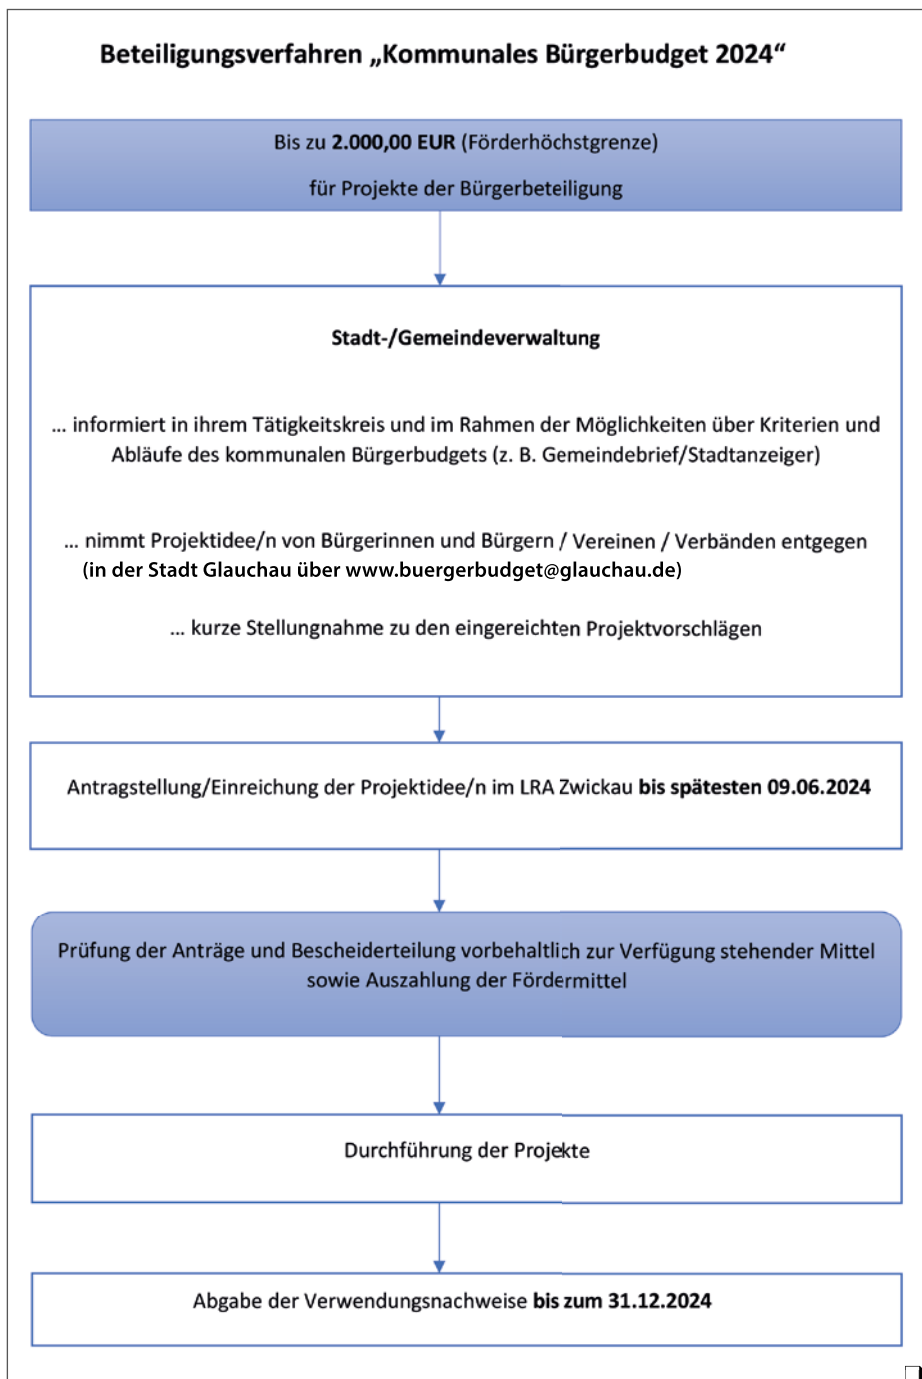 Beteiligungsverfahren „Kommunales Bürgerbudget 2024“
Bis zu 2.000,00 EUR (Förderhöchstgrenze)
für Projekte der Bürgerbeteiligung
Stadt-/Gemeindeverwaltung
... informiert in ihrem Tätigkeitskreis und im Rahmen der Möglichkeiten über Kriterien und
Abläufe des kommunalen Bürgerbudgets (z. B. Gemeindebrief/Stadtanzeiger)
... nimmt Projektidee/n von Bürgerinnen und Bürgern / Vereinen / Verbänden entgegen
(in der Stadt Glauchau über www.buergerbudget@glauchau.de)
... kurze Stellungnahme zu den eingereichten Projektvorschlägen
Antragstellung/Einreichung der Projektidee/n im LRA Zwickau bis spätesten 09.06.2024
Prüfung der Anträge und Bescheiderteilung vorbehaltlich zur Verfügung stehender Mittel
sowie Auszahlung der Fördermittel
Durchführung der Projekte
Abgabe der Verwendungsnachweise bis zum 31.12.2024